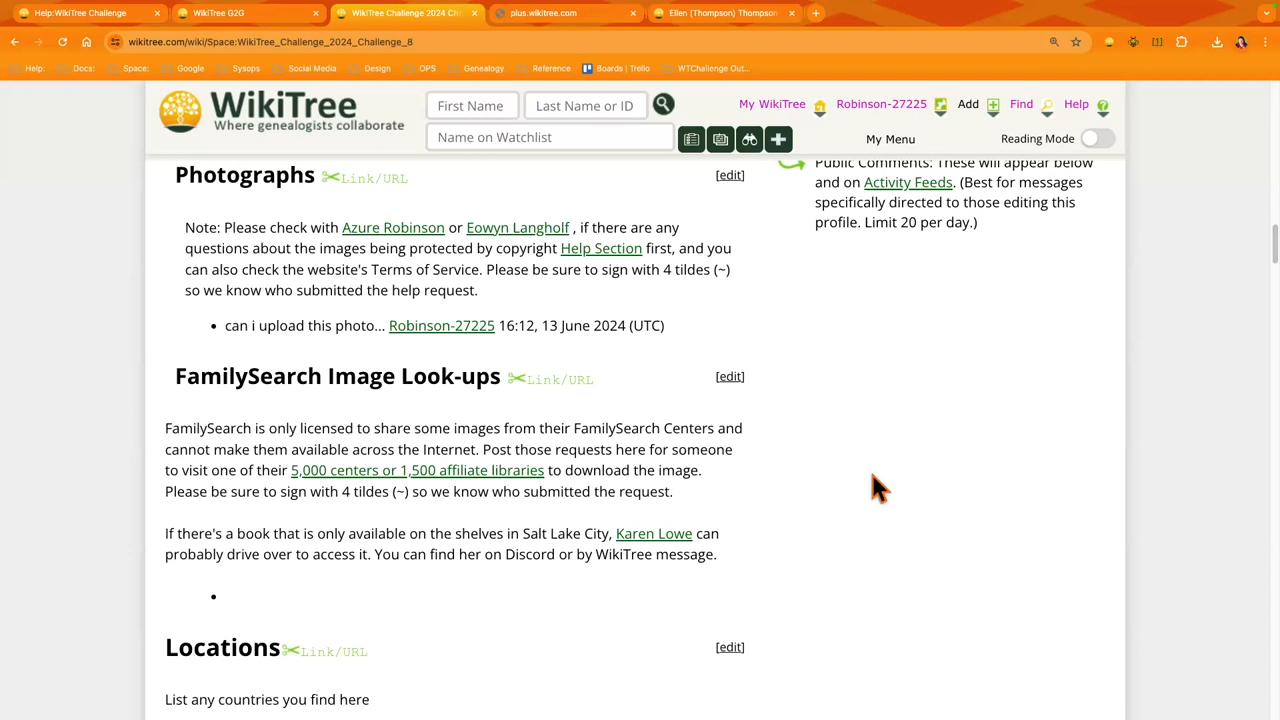 Help:WikiTree Challenge
WikiTree G2G
WikiTree Challenge 2024 Ch
plus.wikitree.com
Ellen (Thompson) Thompson
wikitree.com/wiki/Space:WikiTree_Challenge_2024_Challenge_8
Help: Docs: Space: Google Sysops Social Media Design OPS Genealogy Reference Boards | Trello WTChallenge Out...
WikiTree
Where genealogists collaborate
First Name
Last Name or ID
My WikiTree Robinson-27225 Add Find Help
Name on Watchlist
My Menu
Reading Mode
Photographs Link/URL [edit]
Note: Please check with Azure Robinson or Eowyn Langholf , if there are any
questions about the images being protected by copyright Help Section first, and you
can also check the website's Terms of Service. Please be sure to sign with 4 tildes (~)
so we know who submitted the help request.
• can i upload this photo... Robinson-27225 16:12, 13 June 2024 (UTC)
FamilySearch Image Look-ups Link/URL [edit]
FamilySearch is only licensed to share some images from their FamilySearch Centers and
cannot make them available across the Internet. Post those requests here for someone
to visit one of their 5,000 centers or 1,500 affiliate libraries to download the image.
Please be sure to sign with 4 tildes (~) so we know who submitted the request.
If there's a book that is only available on the shelves in Salt Lake City, Karen Lowe can
probably drive over to access it. You can find her on Discord or by WikiTree message.
•
Locations Link/URL [edit]
List any countries you find here
Public Comments: These will appear below
and on Activity Feeds. (Best for messages
specifically directed to those editing this
profile. Limit 20 per day.)